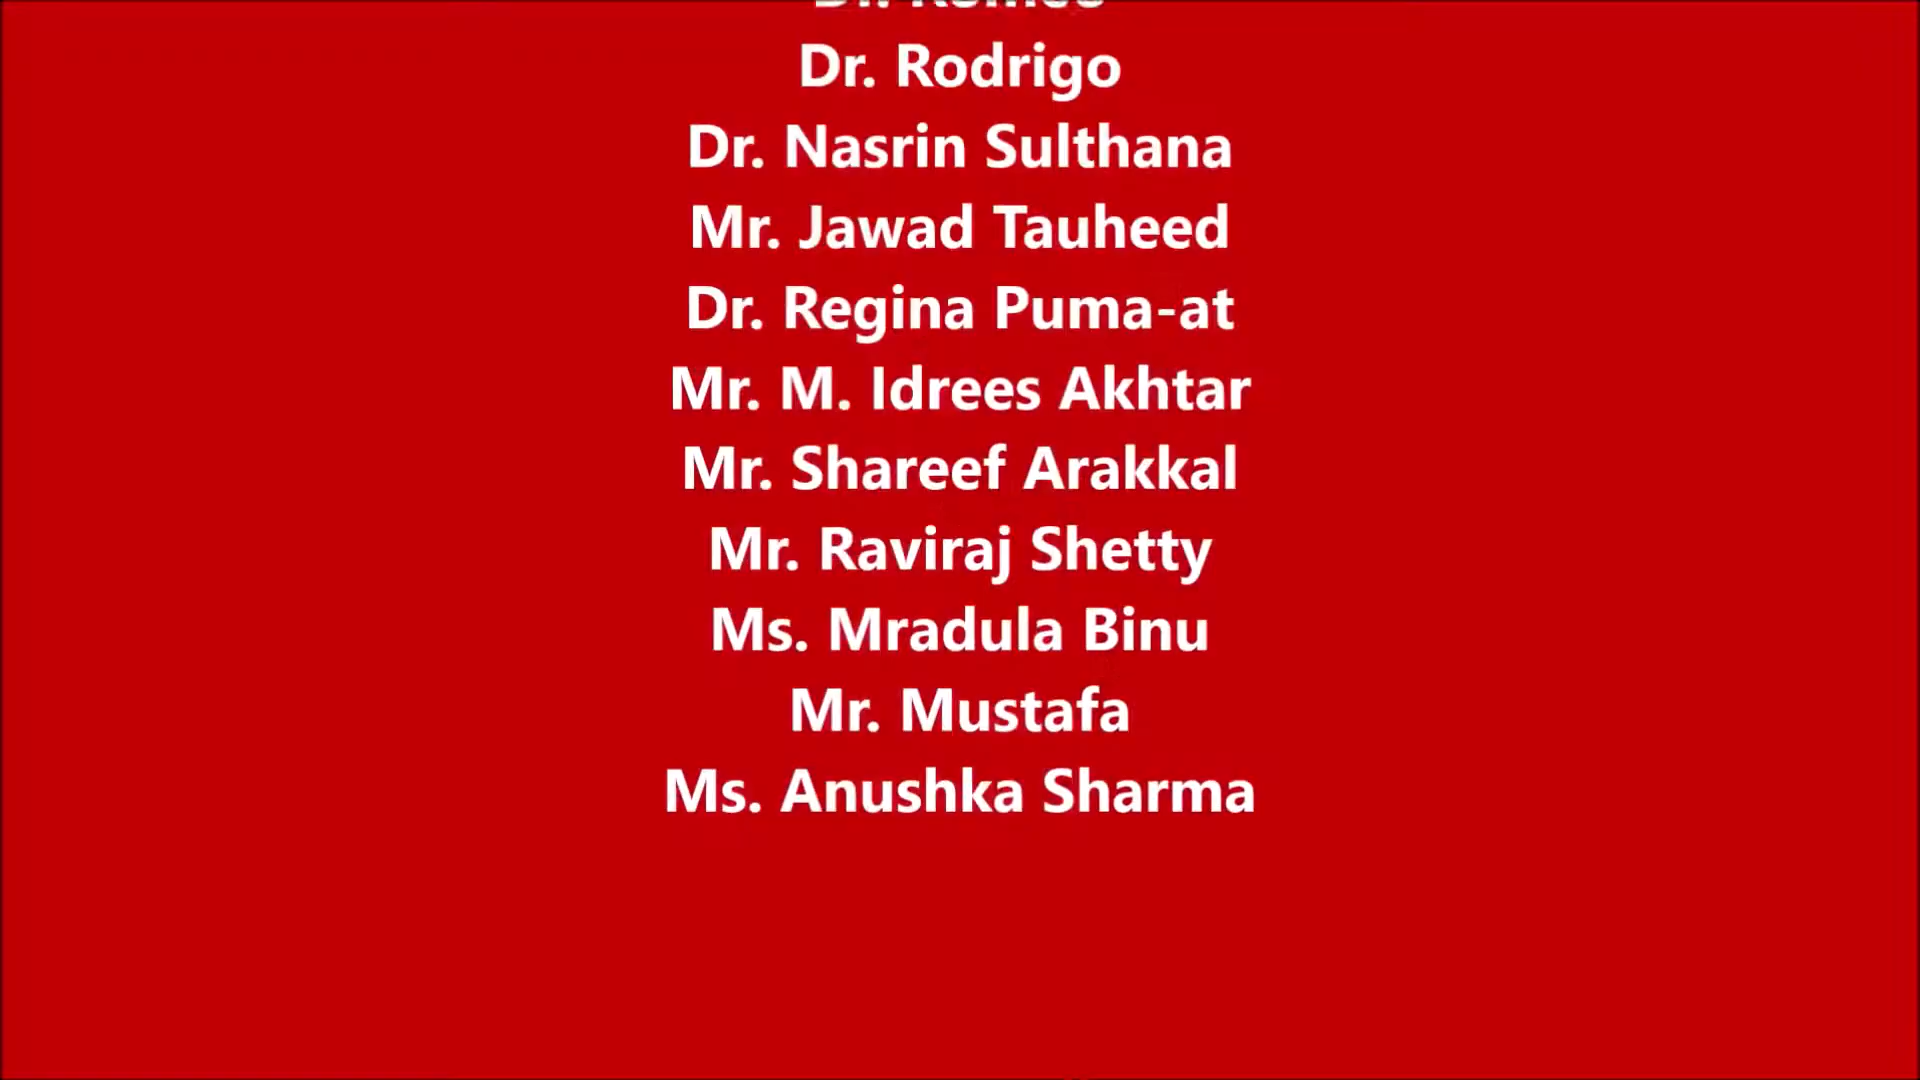 Dr. Rodrigo
Dr. Nasrin Sulthana
Mr. Jawad Tauheed
Dr. Regina Puma-at
Mr. M. Idrees Akhtar
Mr. Shareef Arakkal
Mr. Raviraj Shetty
Ms. Mradula Binu
Mr. Mustafa
Ms. Anushka Sharma